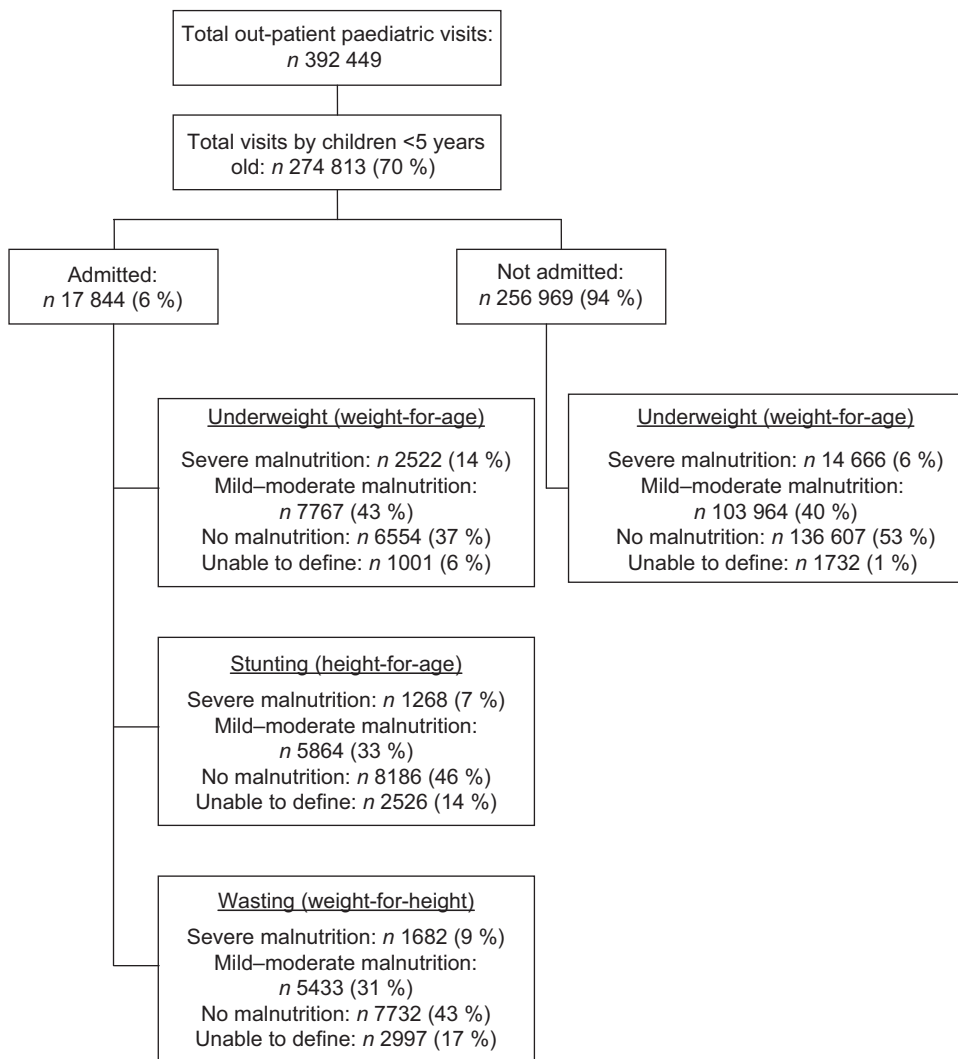 Total out-patient paediatric visits:
n 392 449
Total visits by children <5 years
old: n 274 813 (70 %)
Admitted:
n 17 844 (6 %)
Not admitted:
n 256 969 (94 %)
Underweight (weight-for-age)
Severe malnutrition: n 2522 (14 %)
Mild–moderate malnutrition:
n 7767 (43 %)
No malnutrition: n 6554 (37 %)
Unable to define: n 1001 (6 %)
Underweight (weight-for-age)
Severe malnutrition: n 14 666 (6 %)
Mild–moderate malnutrition:
n 103 964 (40 %)
No malnutrition: n 136 607 (53 %)
Unable to define: n 1732 (1 %)
Stunting (height-for-age)
Severe malnutrition: n 1268 (7 %)
Mild–moderate malnutrition:
n 5864 (33 %)
No malnutrition: n 8186 (46 %)
Unable to define: n 2526 (14 %)
Wasting (weight-for-height)
Severe malnutrition: n 1682 (9 %)
Mild–moderate malnutrition:
n 5433 (31 %)
No malnutrition: n 7732 (43 %)
Unable to define: n 2997 (17 %)